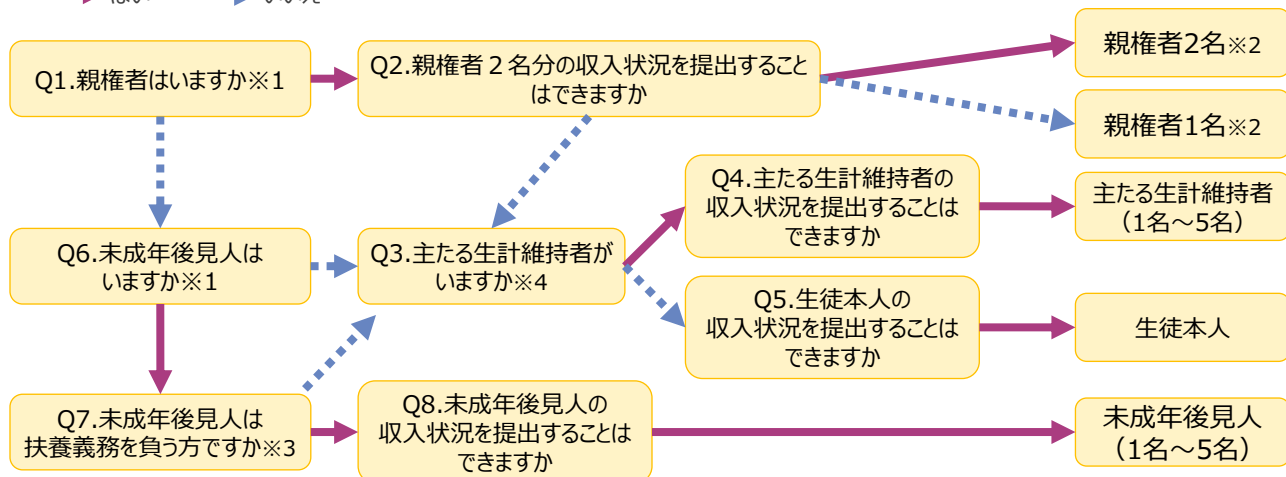 Q1.親権者はいますか※1
Q2.親権者２名分の収入状況を提出すること
はできますか
親権者2名※2
親権者1名※2
Q4.主たる生計維持者の
収入状況を提出することは
できますか
主たる生計維持者
（1名～5名）
Q6.未成年後見人は
いますか※1
Q3.主たる生計維持者が
いますか※4
Q5.生徒本人の
収入状況を提出することは
できますか
生徒本人
Q7.未成年後見人は
扶養義務を負う方ですか※3
Q8.未成年後見人の
収入状況を提出することは
できますか
未成年後見人
（1名～5名）